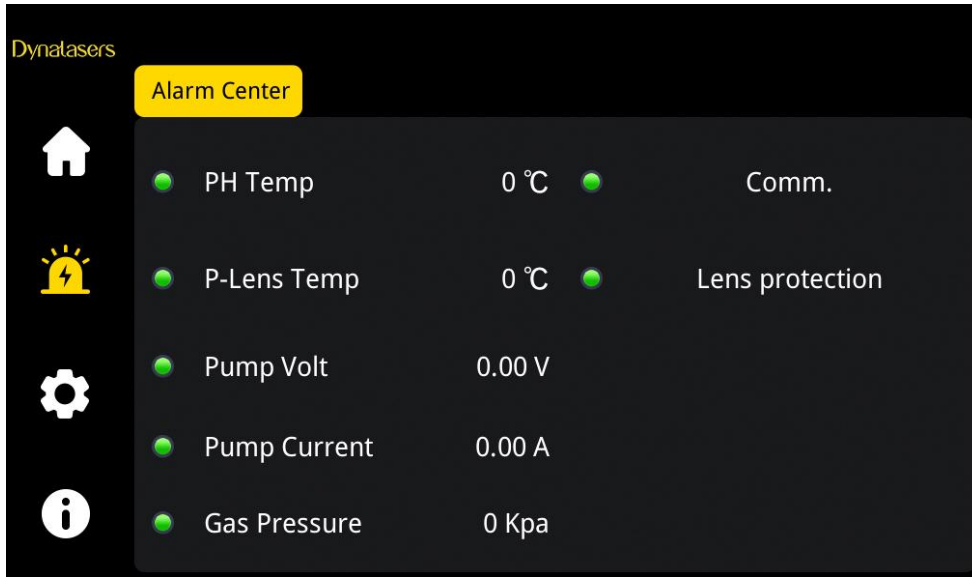 Dynatasers
Alarm Center
PH Temp 0 ℃ Comm.
P-Lens Temp 0 ℃ Lens protection
Pump Volt 0.00 V
Pump Current 0.00 A
Gas Pressure 0 Kpa